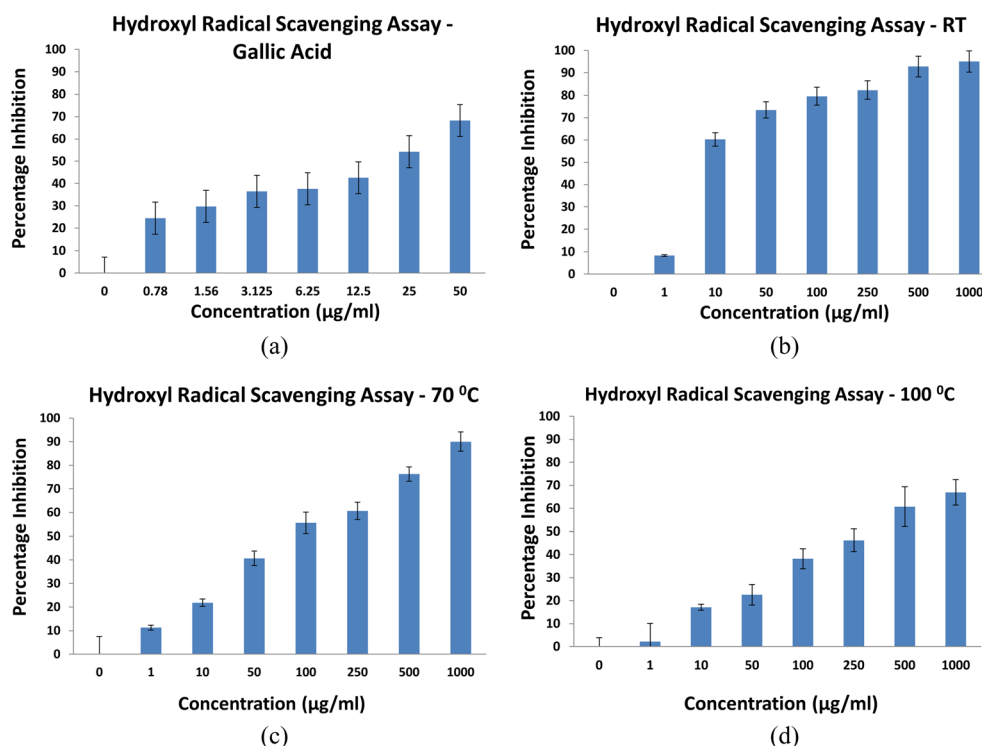 Hydroxyl Radical Scavenging Assay -
Gallic Acid
Percentage Inhibition
100
90
80
70
60
50
40
30
20
10
0
0 0.78 1.56 3.125 6.25 12.5 25 50
Concentration (µg/ml)
(a)
Hydroxyl Radical Scavenging Assay - RT
Percentage Inhibition
100
90
80
70
60
50
40
30
20
10
0
0 1 10 50 100 250 500 1000
Concentration (µg/ml)
(b)
Hydroxyl Radical Scavenging Assay - 70 ⁰C
Percentage Inhibition
100
90
80
70
60
50
40
30
20
10
0
0 1 10 50 100 250 500 1000
Concentration (µg/ml)
(c)
Hydroxyl Radical Scavenging Assay - 100 ⁰C
Percentage Inhibition
100
90
80
70
60
50
40
30
20
10
0
0 1 10 50 100 250 500 1000
Concentration (µg/ml)
(d)